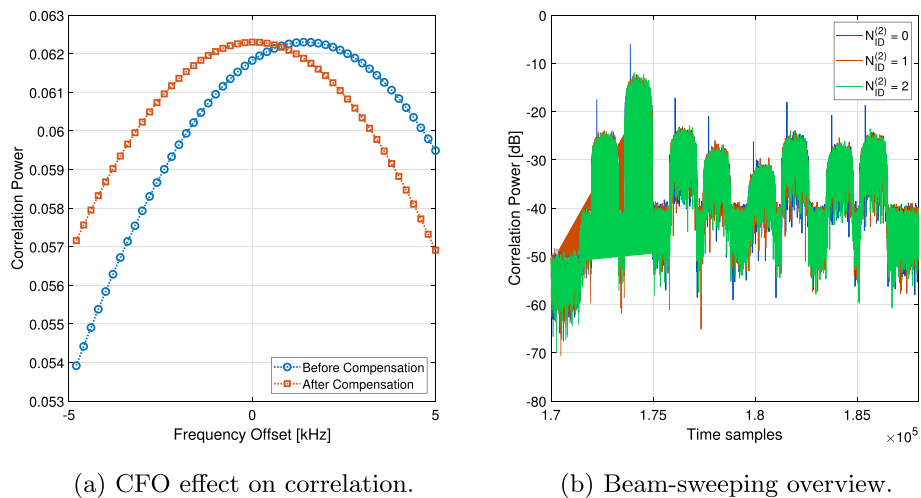 0.063
0.062
0.061
0.06
0.059
0.058
0.057
0.056
0.055
0.054
0.053
Correlation Power
-5
0
5
Frequency Offset [kHz]
Before Compensation
After Compensation
(a) CFO effect on correlation.
0
-10
-20
-30
-40
-50
-60
-70
-80
Correlation Power [dB]
1.7
1.75
1.8
1.85
×10^5
Time samples
N_ID^(2) = 0
N_ID^(2) = 1
N_ID^(2) = 2
(b) Beam-sweeping overview.